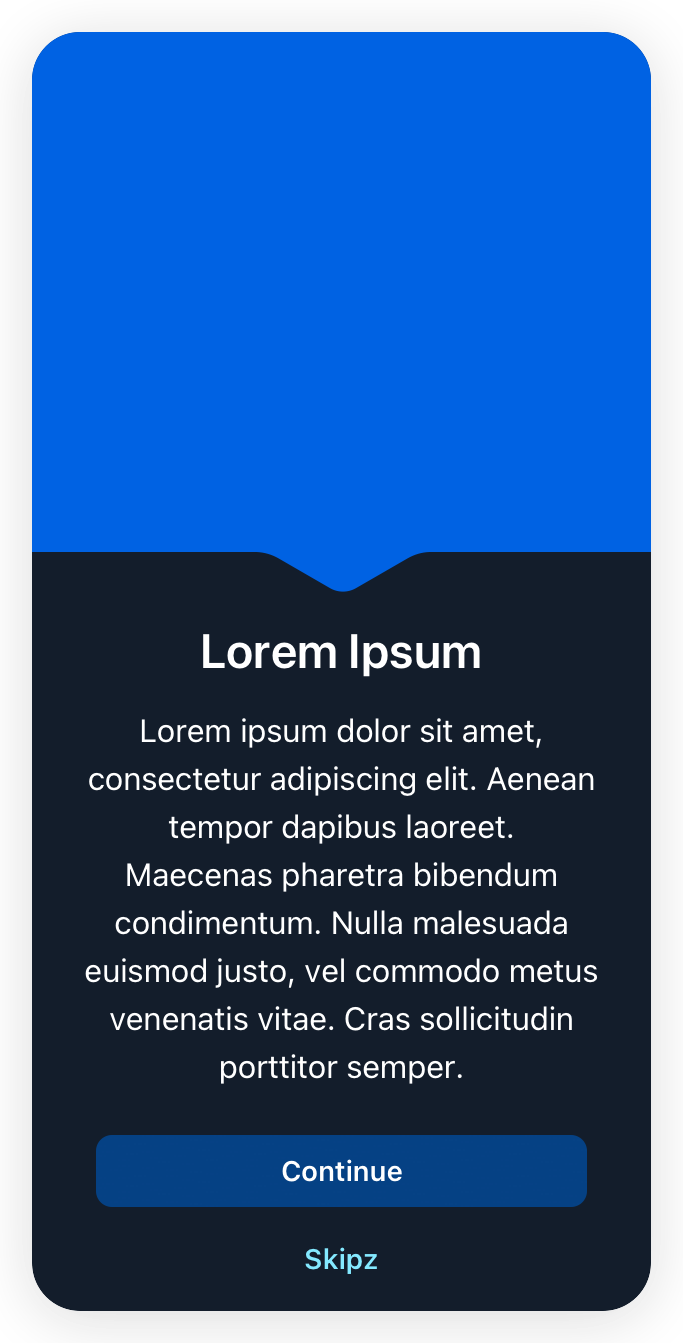 Lorem Ipsum
Lorem ipsum dolor sit amet,
consectetur adipiscing elit. Aenean
tempor dapibus laoreet.
Maecenas pharetra bibendum
condimentum. Nulla malesuada
euismod justo, vel commodo metus
venenatis vitae. Cras sollicitudin
porttitor semper.
Continue
Skipz